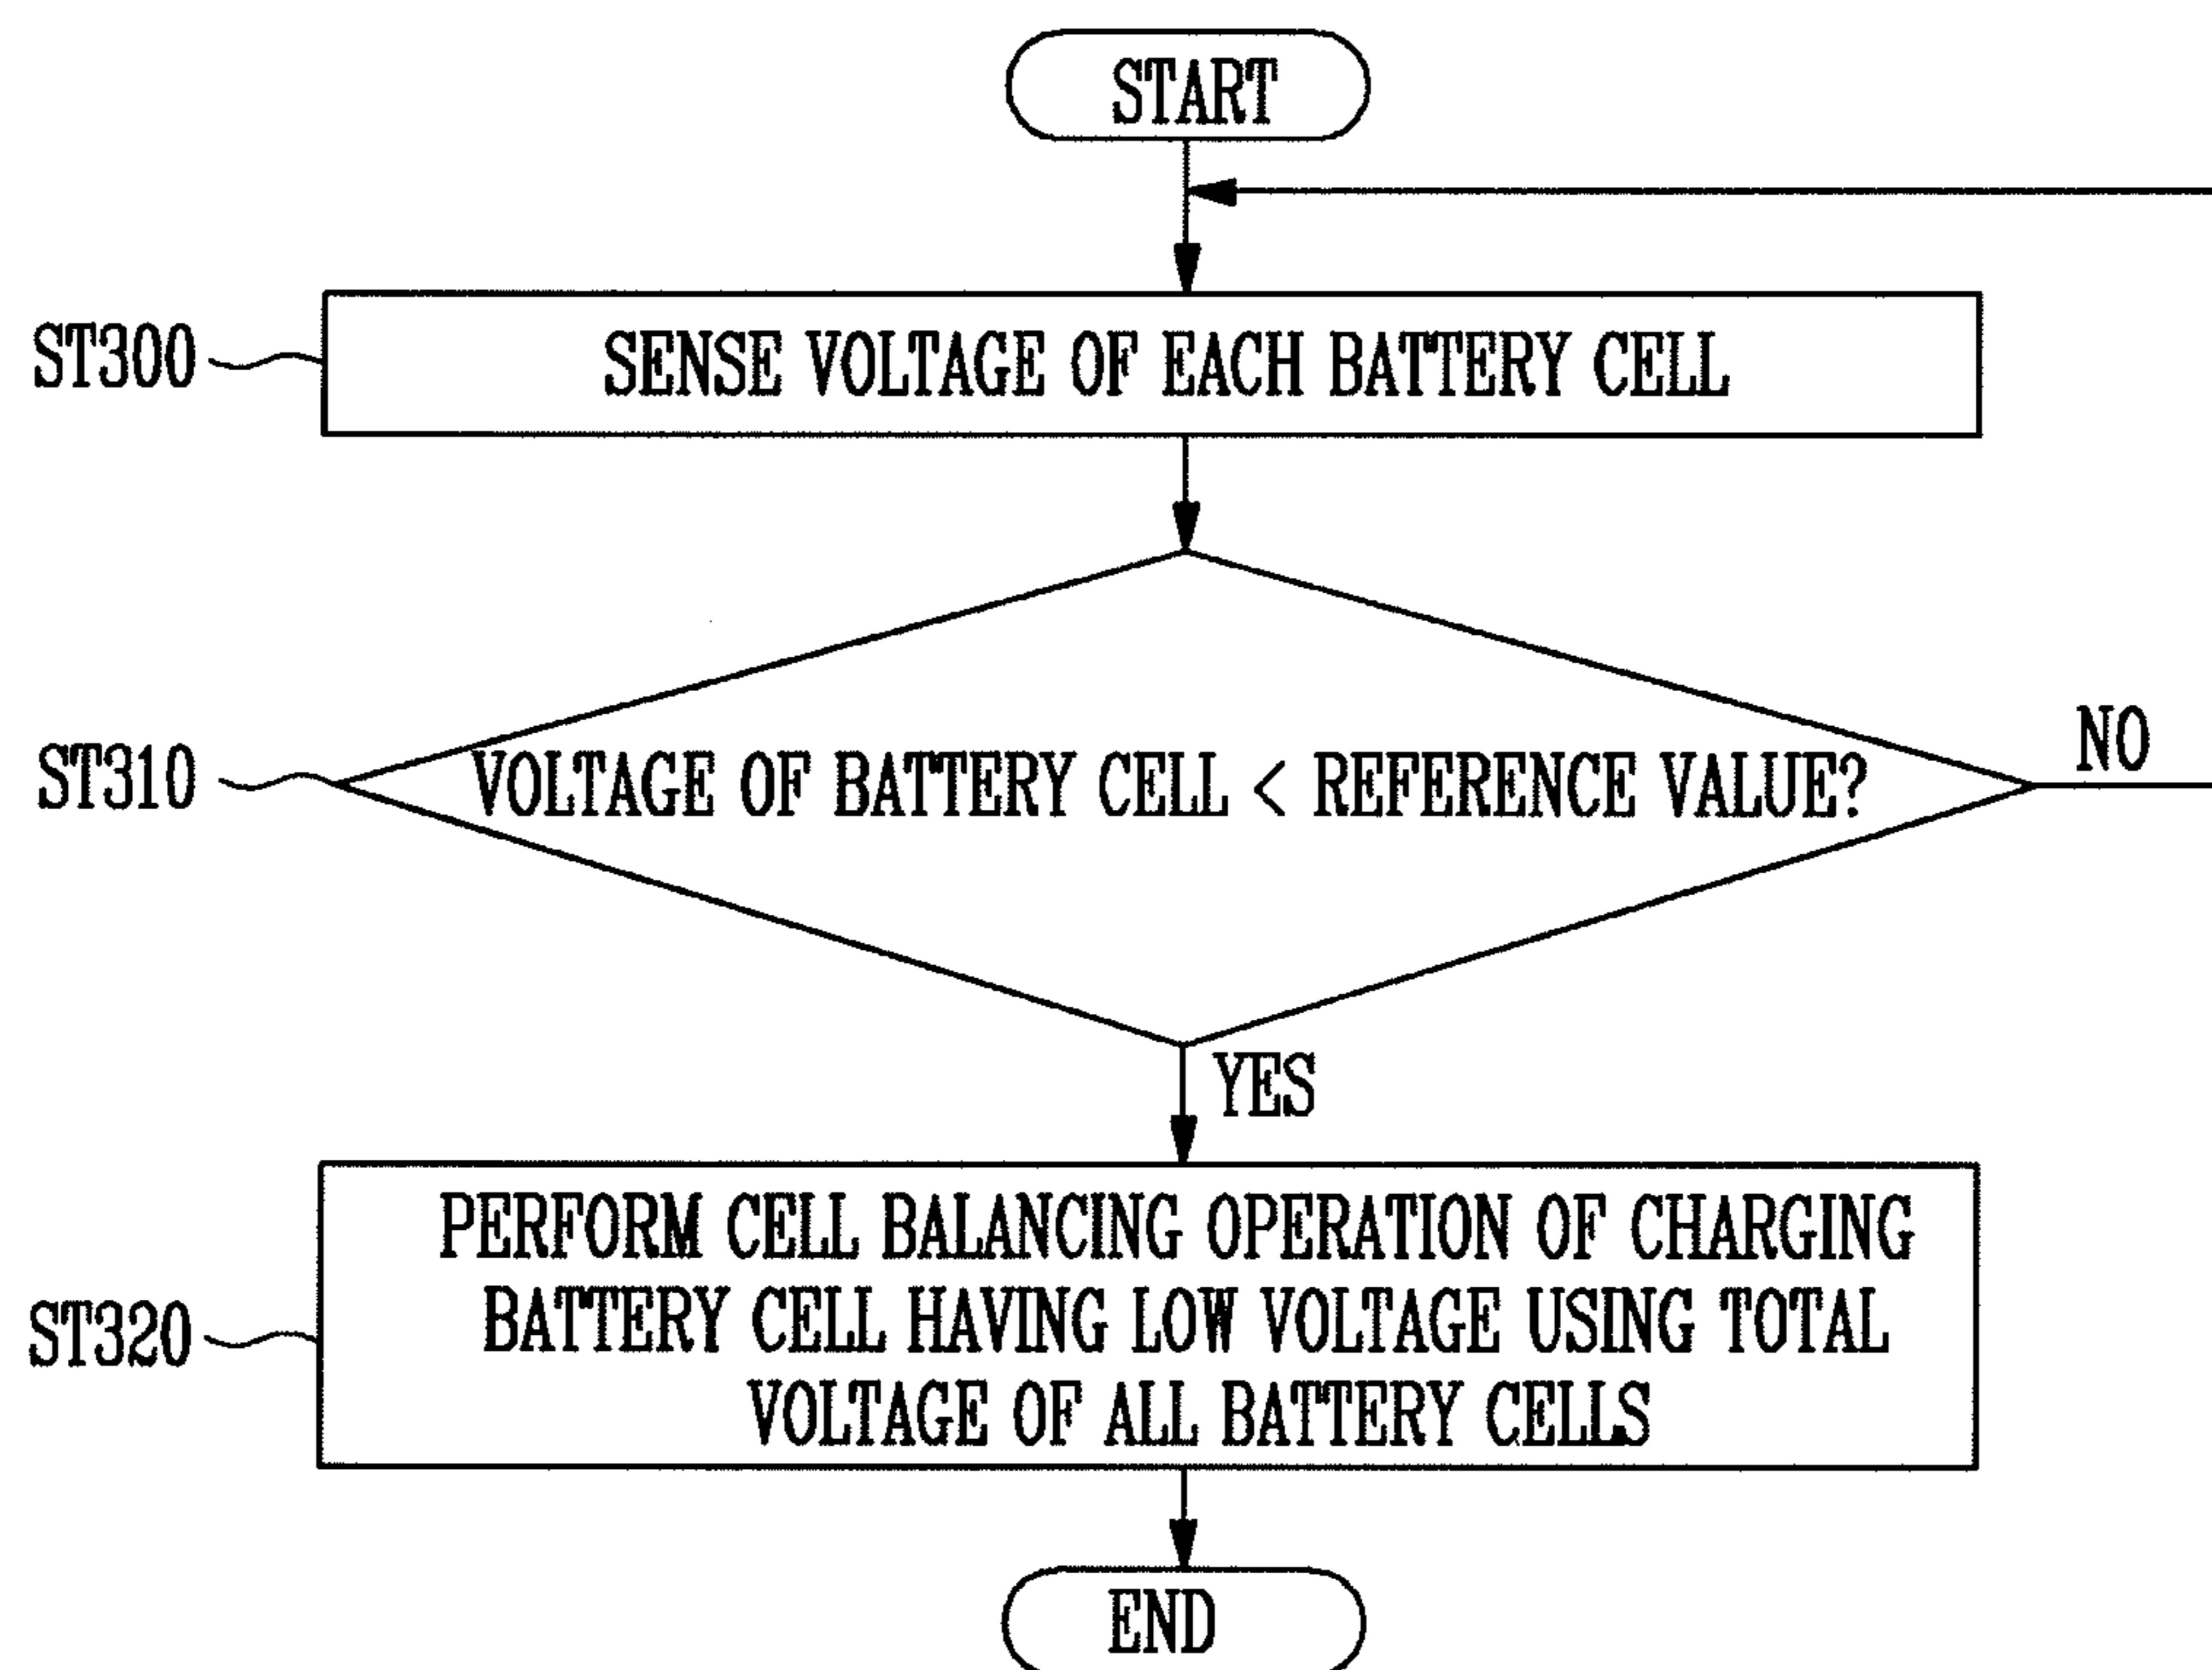 START
ST300
SENSE VOLTAGE OF EACH BATTERY CELL
ST310
VOLTAGE OF BATTERY CELL < REFERENCE VALUE?
NO
YES
ST320
PERFORM CELL BALANCING OPERATION OF CHARGING
BATTERY CELL HAVING LOW VOLTAGE USING TOTAL
VOLTAGE OF ALL BATTERY CELLS
END